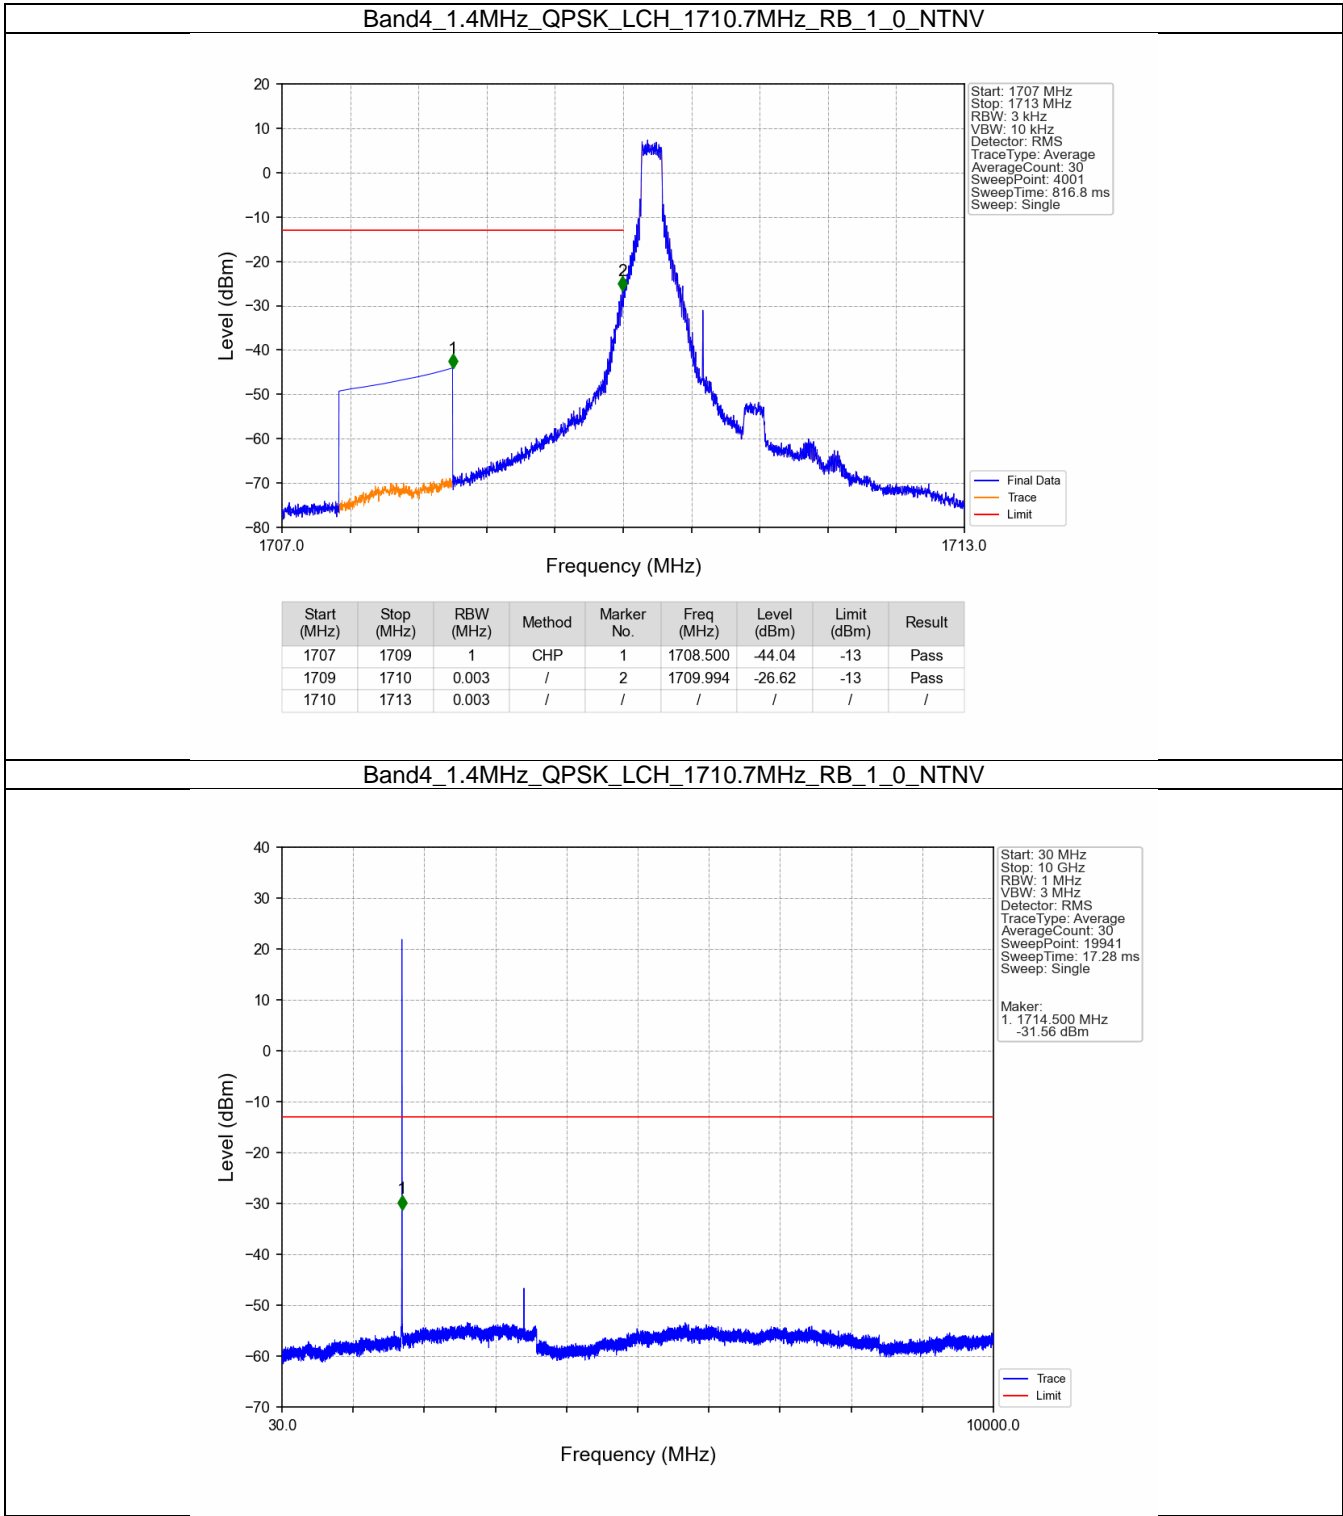 Band4_1.4MHz_QPSK_LCH_1710.7MHz_RB_1_0_NTNV
20
10
0
−10
−20
−30
−40
−50
−60
−70
−80
Level (dBm)
1
2
1707.0
1713.0
Frequency (MHz)
Start: 1707 MHz
Stop: 1713 MHz
RBW: 3 kHz
VBW: 10 kHz
Detector: RMS
TraceType: Average
AverageCount: 30
SweepPoint: 4001
SweepTime: 816.8 ms
Sweep: Single
Final Data
Trace
Limit
Start (MHz) Stop (MHz) RBW (MHz) Method Marker No. Freq (MHz) Level (dBm) Limit (dBm) Result
1707 1709 1 CHP 1 1708.500 -44.04 -13 Pass
1709 1710 0.003 / 2 1709.994 -26.62 -13 Pass
1710 1713 0.003 / / / / / /
Band4_1.4MHz_QPSK_LCH_1710.7MHz_RB_1_0_NTNV
40
30
20
10
0
−10
−20
−30
−40
−50
−60
−70
Level (dBm)
1
30.0
10000.0
Frequency (MHz)
Start: 30 MHz
Stop: 10 GHz
RBW: 1 MHz
VBW: 3 MHz
Detector: RMS
TraceType: Average
AverageCount: 30
SweepPoint: 19941
SweepTime: 17.28 ms
Sweep: Single
Maker:
1. 1714.500 MHz
-31.56 dBm
Trace
Limit